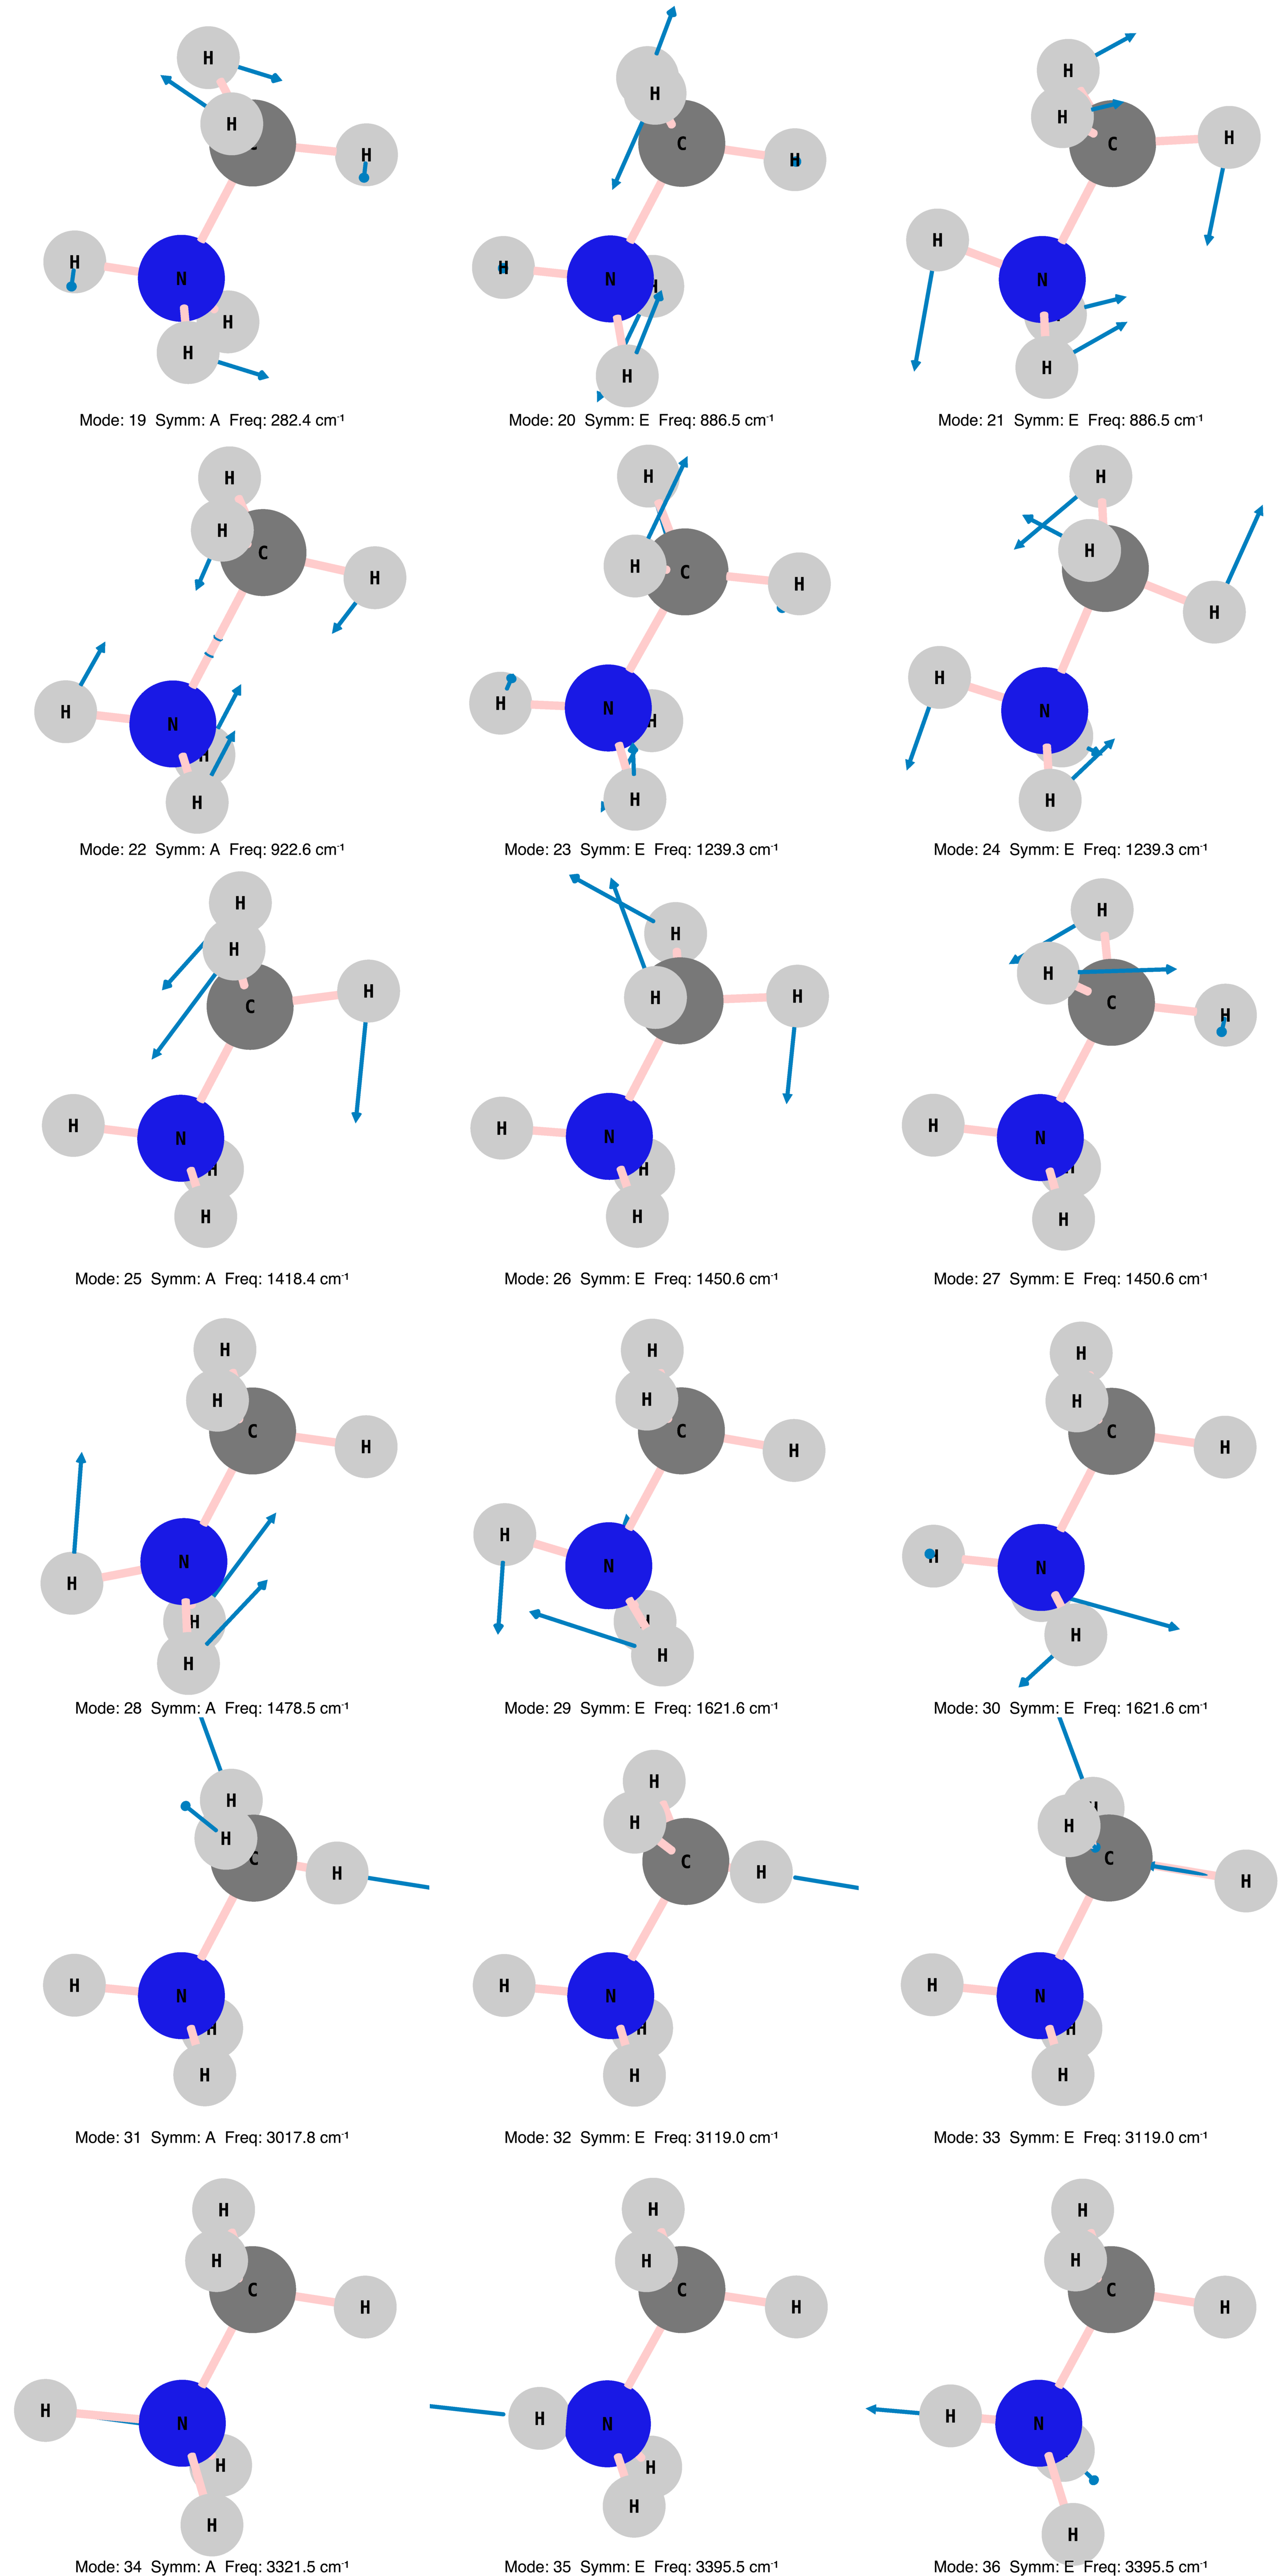 H
H
C
H
H
N
H
H
Mode: 19 Symm: A Freq: 282.4 cm⁻¹
H
C
H
H
N
H
H
Mode: 20 Symm: E Freq: 886.5 cm⁻¹
H
H
C
H
H
N
H
Mode: 21 Symm: E Freq: 886.5 cm⁻¹
H
H
C
H
H
N
H
H
Mode: 22 Symm: A Freq: 922.6 cm⁻¹
H
H
C
H
H
N
H
H
Mode: 23 Symm: E Freq: 1239.3 cm⁻¹
H
H
H
H
N
H
Mode: 24 Symm: E Freq: 1239.3 cm⁻¹
H
H
C
H
H
N
H
H
Mode: 25 Symm: A Freq: 1418.4 cm⁻¹
H
H
H
H
N
H
H
Mode: 26 Symm: E Freq: 1450.6 cm⁻¹
H
H
C
H
H
N
H
H
Mode: 27 Symm: E Freq: 1450.6 cm⁻¹
H
H
C
H
N
H
H
H
Mode: 28 Symm: A Freq: 1478.5 cm⁻¹
H
H
C
H
H
N
H
H
Mode: 29 Symm: E Freq: 1621.6 cm⁻¹
H
H
C
H
H
N
H
Mode: 30 Symm: E Freq: 1621.6 cm⁻¹
H
H
C
H
H
N
H
H
Mode: 31 Symm: A Freq: 3017.8 cm⁻¹
H
H
C
H
H
N
H
H
Mode: 32 Symm: E Freq: 3119.0 cm⁻¹
H
H
C
H
H
N
H
H
Mode: 33 Symm: E Freq: 3119.0 cm⁻¹
H
H
C
H
H
N
H
H
Mode: 34 Symm: A Freq: 3321.5 cm⁻¹
H
H
C
H
H
N
H
H
Mode: 35 Symm: E Freq: 3395.5 cm⁻¹
H
H
C
H
H
N
H
Mode: 36 Symm: E Freq: 3395.5 cm⁻¹